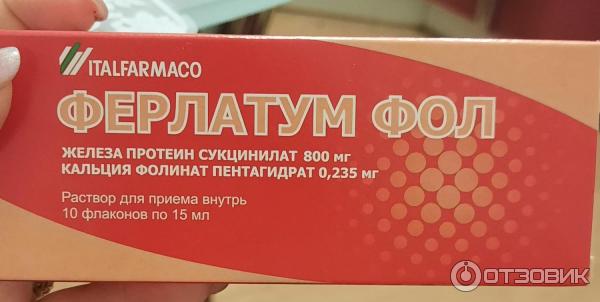 ITALFARMACO
ФЕРЛАТУМ ФОЛ
ЖЕЛЕЗА ПРОТЕИН СУКЦИНИЛАТ 800 мг
КАЛЬЦИЯ ФОЛИНАТ ПЕНТАГИДРАТ 0,235 мг
Раствор для приема внутрь
10 флаконов по 15 мл
ОТЗОВИК